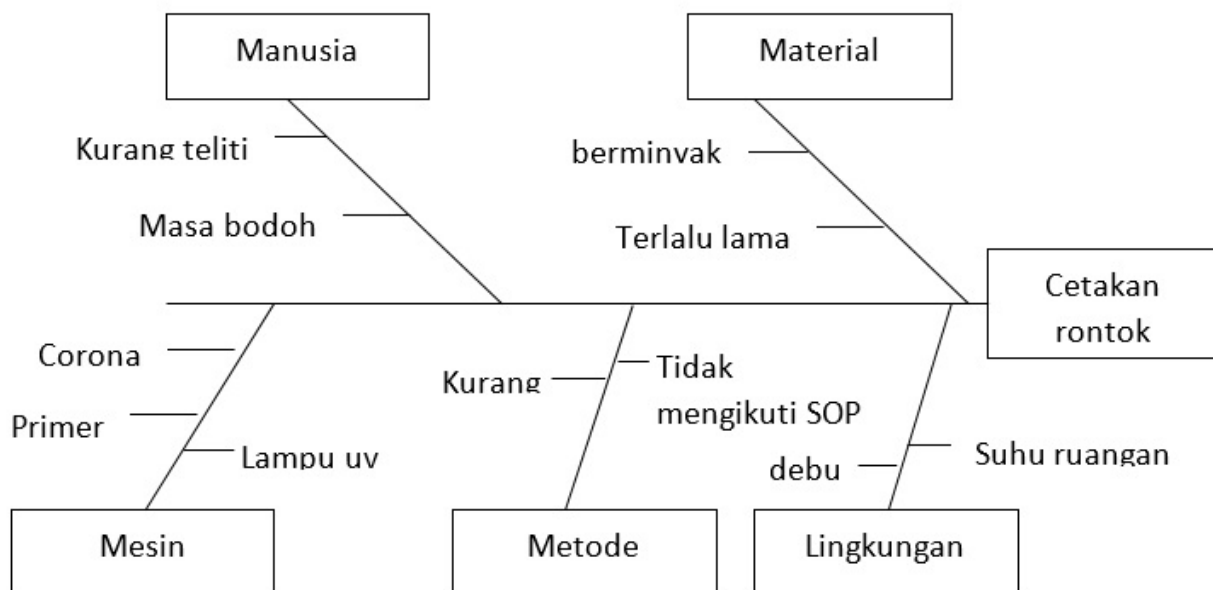 Manusia
Material
Kurang teliti
berminyak
Masa bodoh
Terlalu lama
Cetakan
rontok
Corona
Kurang
Tidak
mengikuti SOP
Primer
Lampu uv
debu
Suhu ruangan
Mesin
Metode
Lingkungan